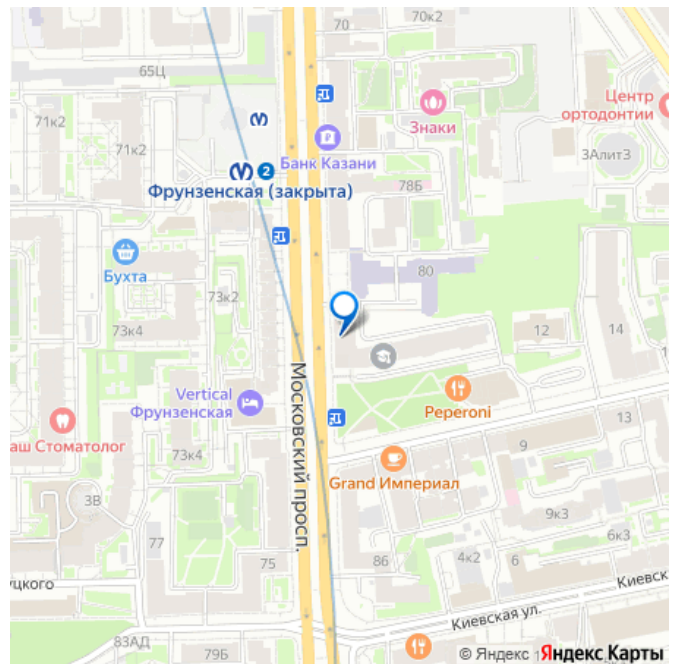 70
70к2
65Ц
71к2
71к2
Центр
ортодонтии
Знаки
Банк Казани
3Алит3
2
Фрунзенская (закрыта)
78Б
80
Бухта
73к2
73к4
12
14
Vertical
Фрунзенская
Московский просп.
Peperoni
аш Стоматолог
13
9
73к4
Grand Империал
3В
9к3
77
75
86
4к2
6
6к3
уцкого
Киевск
Киевская ул.
83АД
79Б
© Яндекс Яндекс Карты